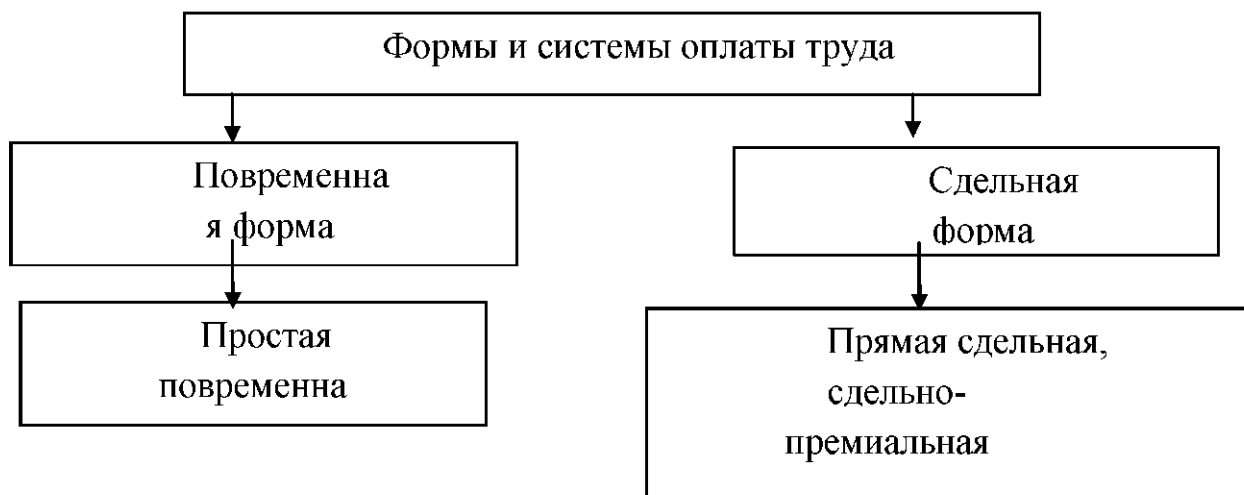 Формы и системы оплаты труда
Повременна
я форма
Сдельная
форма
Простая
повременна
Прямая сдельная,
сдельно-
премиальная